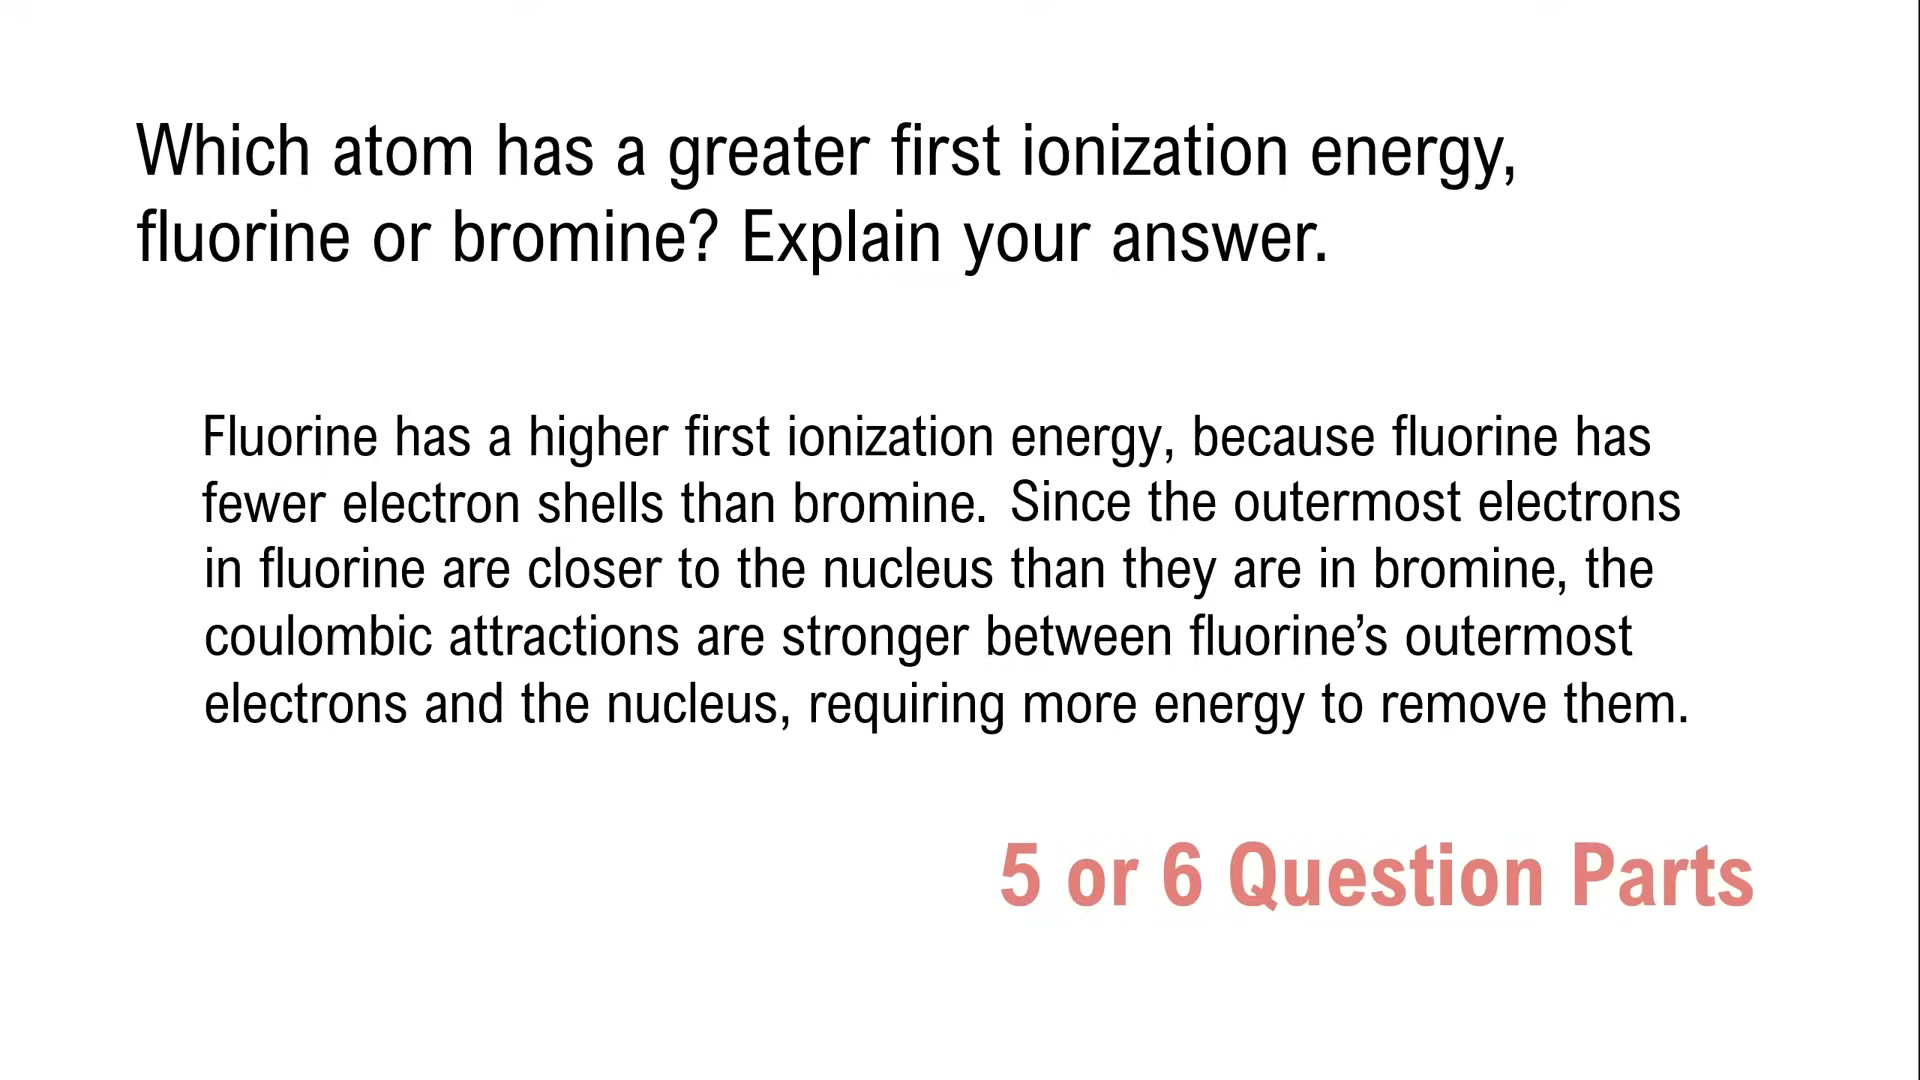 Which atom has a greater first ionization energy,
fluorine or bromine? Explain your answer.
Fluorine has a higher first ionization energy, because fluorine has
fewer electron shells than bromine. Since the outermost electrons
in fluorine are closer to the nucleus than they are in bromine, the
coulombic attractions are stronger between fluorine’s outermost
electrons and the nucleus, requiring more energy to remove them.
5 or 6 Question Parts